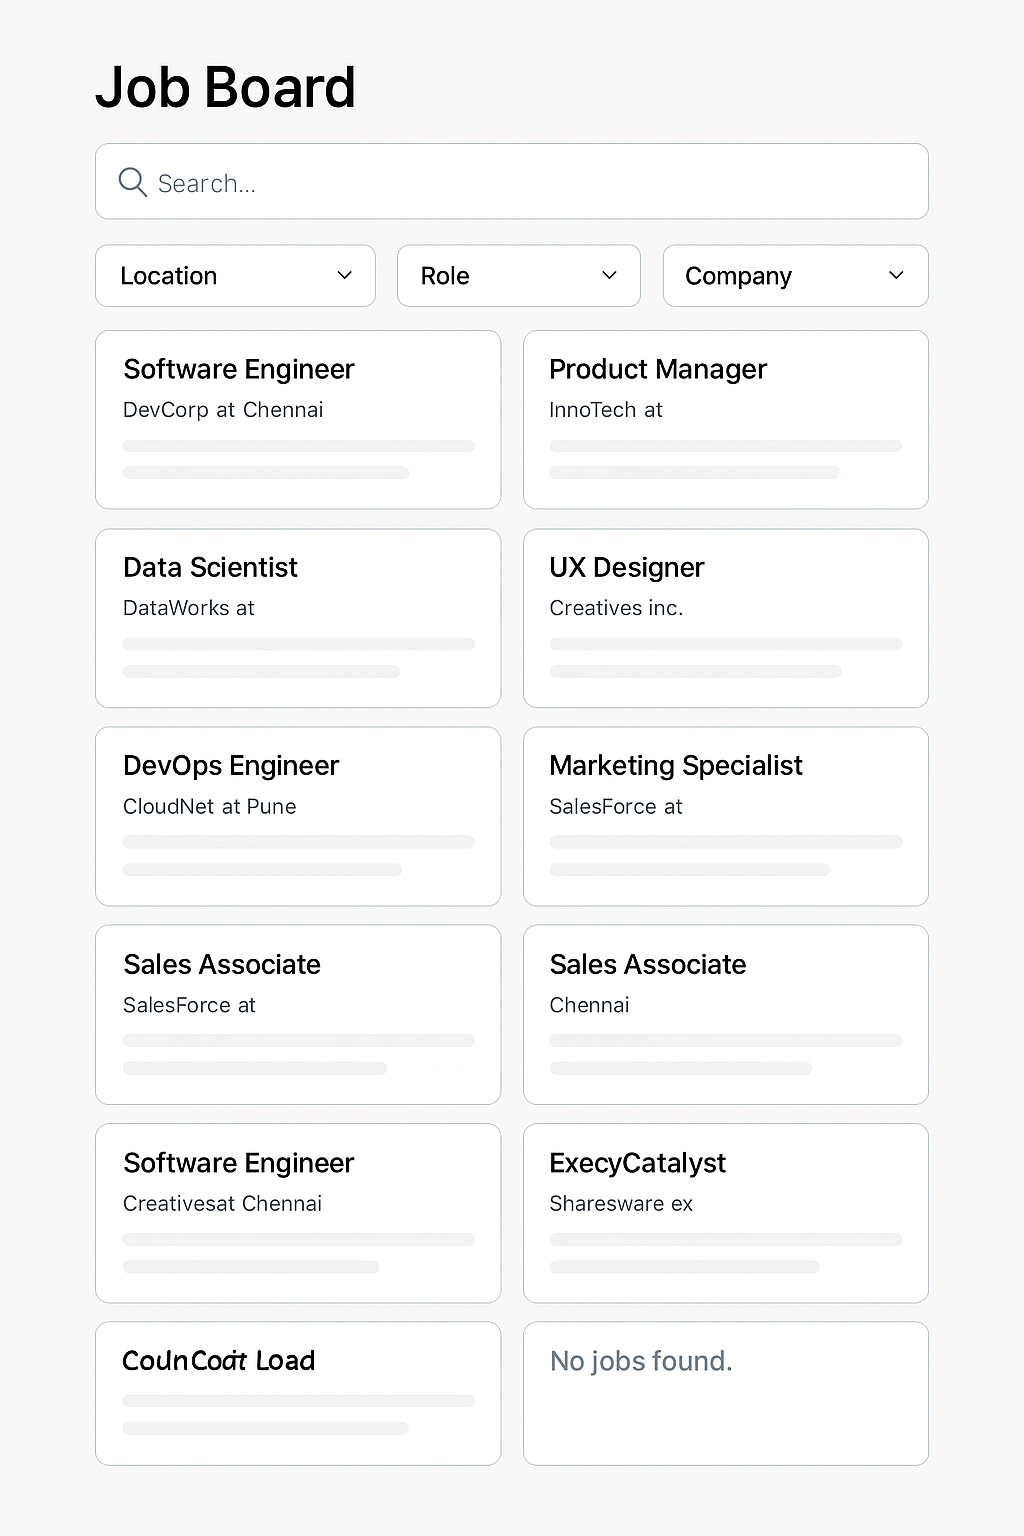 Job Board
Search...
Location Role Company
Software Engineer
DevCorp at Chennai
Product Manager
InnoTech at
Data Scientist
DataWorks at
UX Designer
Creatives inc.
DevOps Engineer
CloudNet at Pune
Marketing Specialist
SalesForce at
Sales Associate
SalesForce at
Sales Associate
Chennai
Software Engineer
Creativesat Chennai
ExecyCatalyst
Sharesware ex
Load
No jobs found.